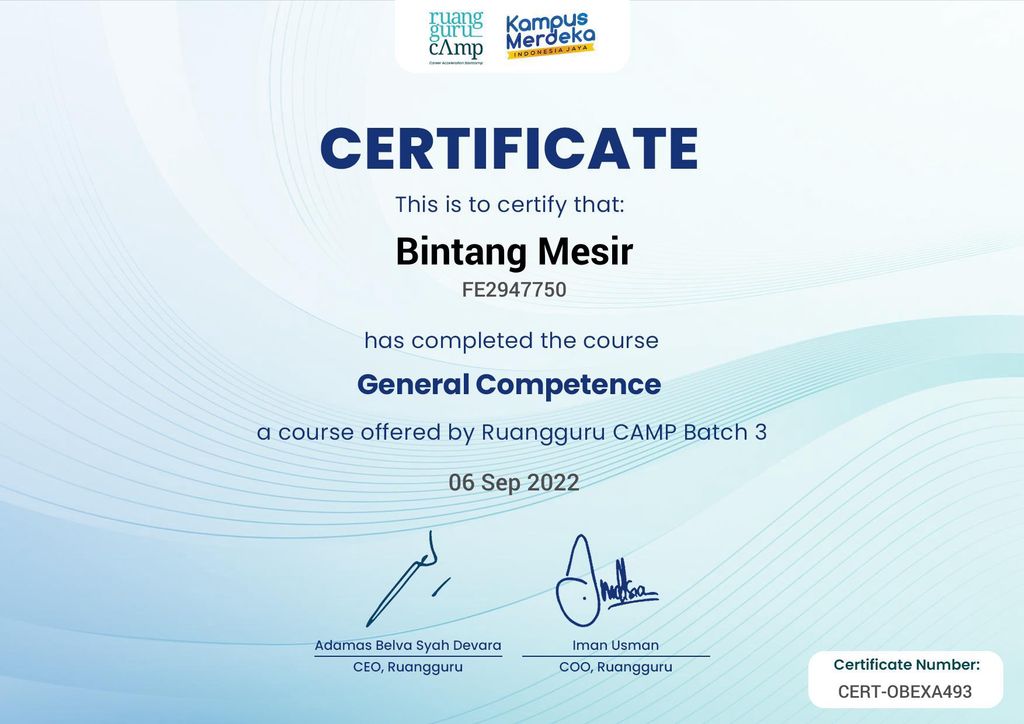 ruang
guru
cAmp
Career Acceleration Bootcamp
Kampus
Merdeka
INDONESIA JAYA
CERTIFICATE
This is to certify that:
Bintang Mesir
FE2947750
has completed the course
General Competence
a course offered by Ruangguru CAMP Batch 3
06 Sep 2022
Adamas Belva Syah Devara
CEO, Ruangguru
Iman Usman
COO, Ruangguru
Certificate Number:
CERT-OBEXA493